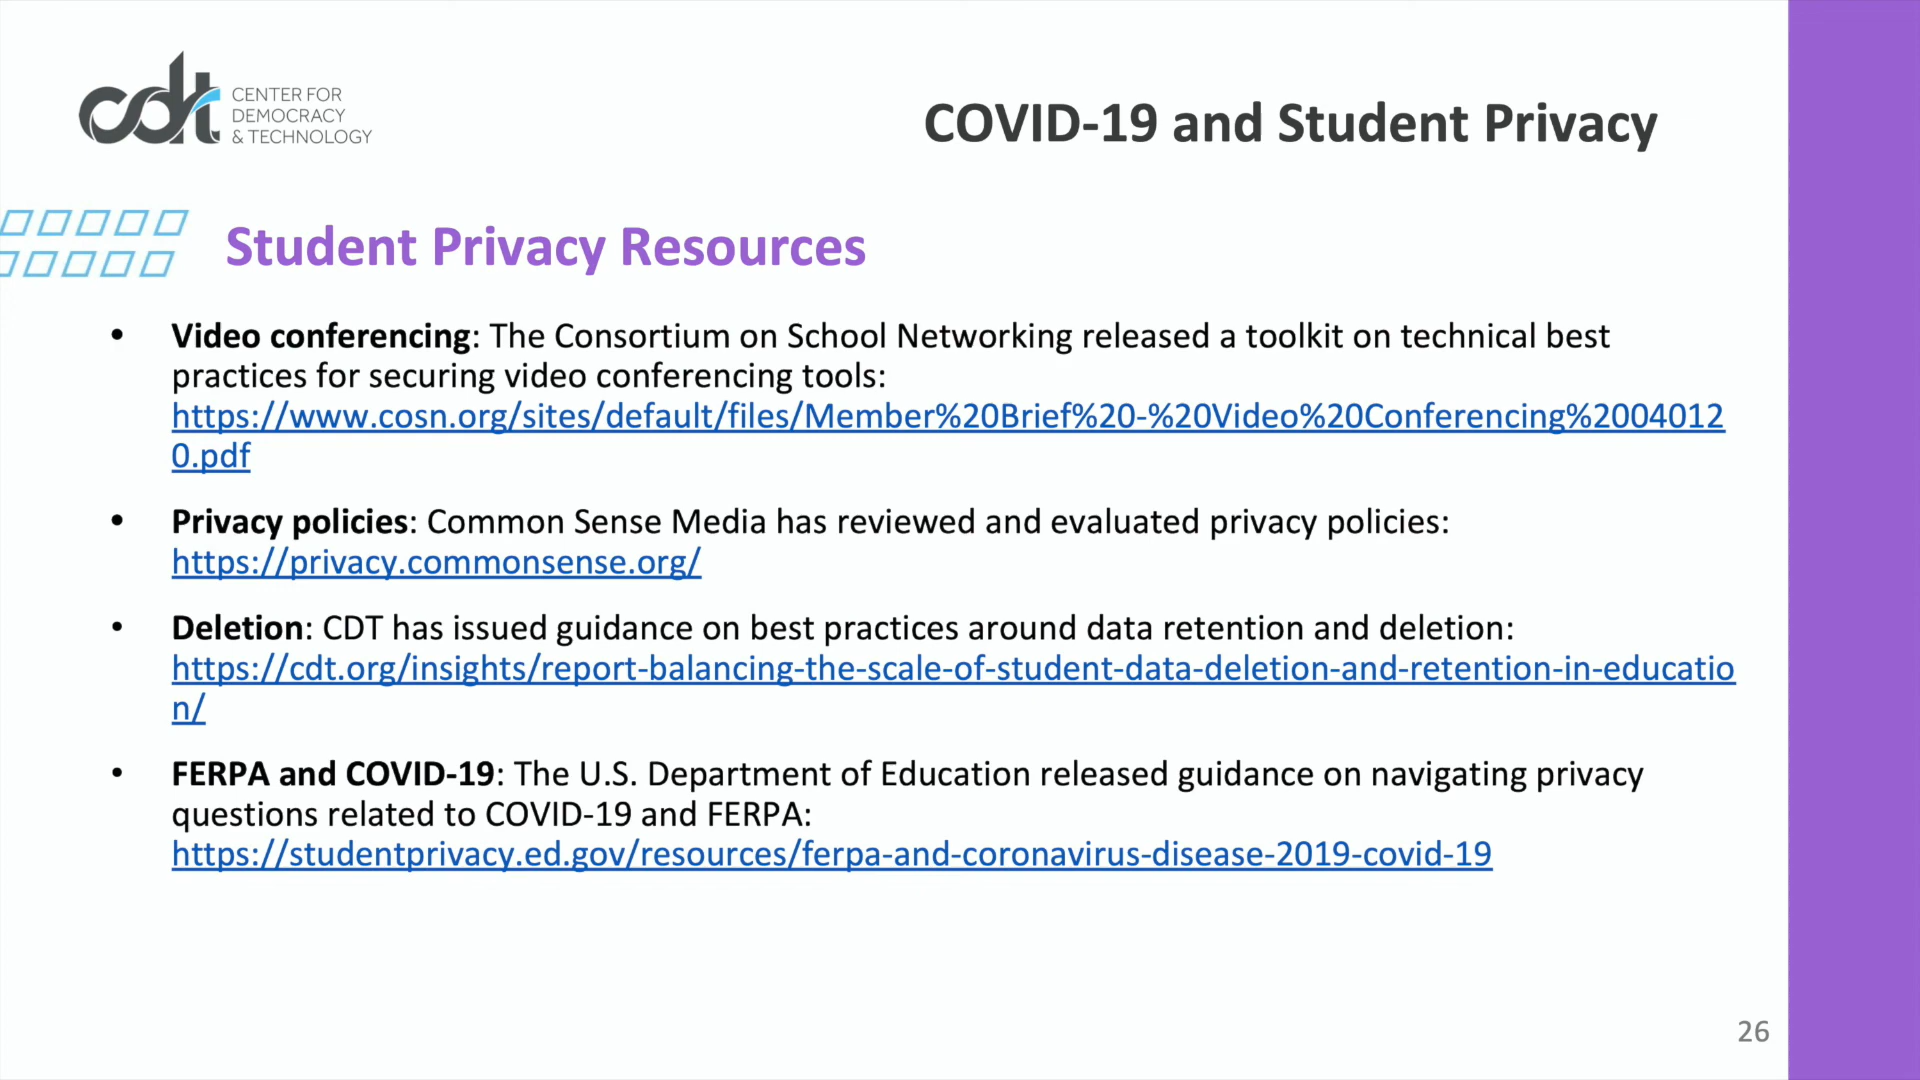 cdt
CENTER FOR
DEMOCRACY
& TECHNOLOGY
COVID-19 and Student Privacy
Student Privacy Resources
• Video conferencing: The Consortium on School Networking released a toolkit on technical best
practices for securing video conferencing tools:
https://www.cosn.org/sites/default/files/Member%20Brief%20-%20Video%20Conferencing%2004012
0.pdf
• Privacy policies: Common Sense Media has reviewed and evaluated privacy policies:
https://privacy.commonsense.org/
• Deletion: CDT has issued guidance on best practices around data retention and deletion:
https://cdt.org/insights/report-balancing-the-scale-of-student-data-deletion-and-retention-in-educatio
n/
• FERPA and COVID-19: The U.S. Department of Education released guidance on navigating privacy
questions related to COVID-19 and FERPA:
https://studentprivacy.ed.gov/resources/ferpa-and-coronavirus-disease-2019-covid-19
26